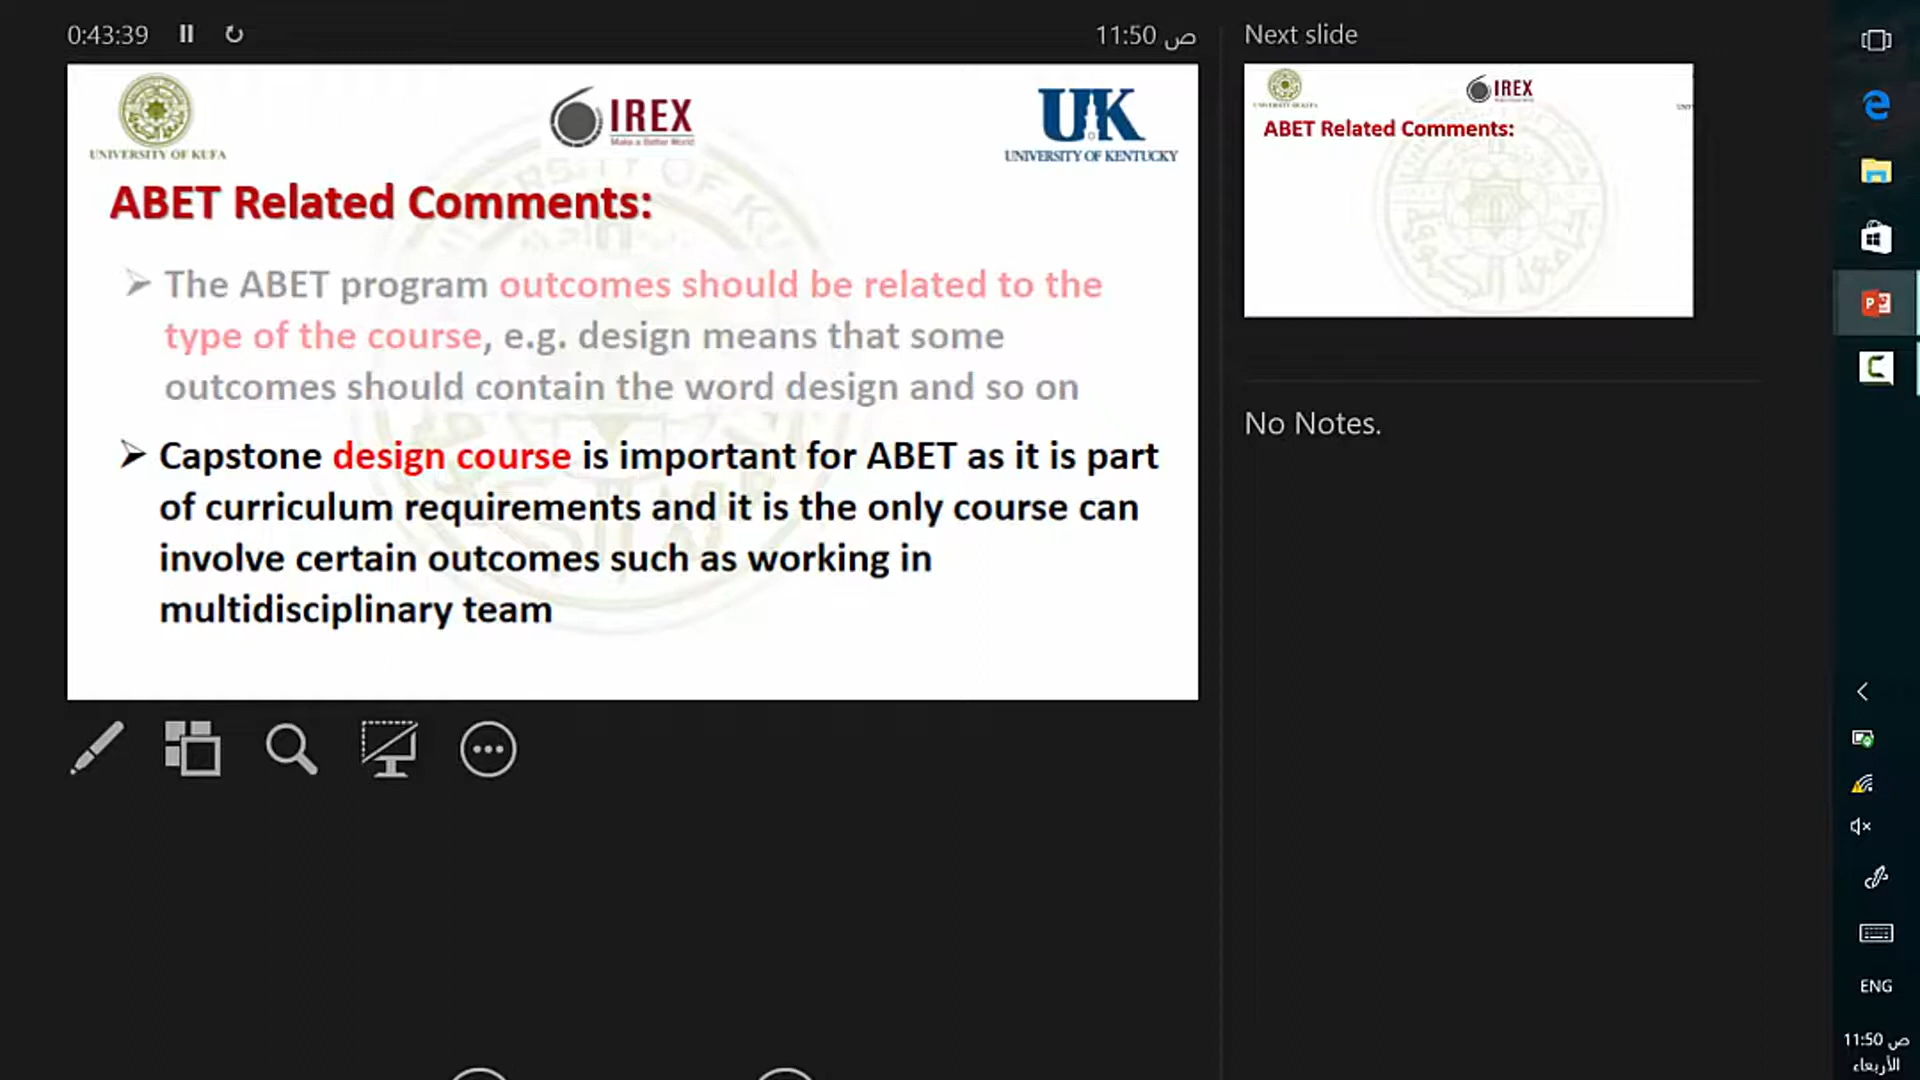 0:43:39
11:50 ص
Next slide
UNIVERSITY OF KUFA
IREX
Make a Better World
UK
UNIVERSITY OF KENTUCKY
ABET Related Comments:
The ABET program outcomes should be related to the
type of the course, e.g. design means that some
outcomes should contain the word design and so on
Capstone design course is important for ABET as it is part
of curriculum requirements and it is the only course can
involve certain outcomes such as working in
multidisciplinary team
IREX
ABET Related Comments:
No Notes.
ENG
11:50 ص
الأربعاء